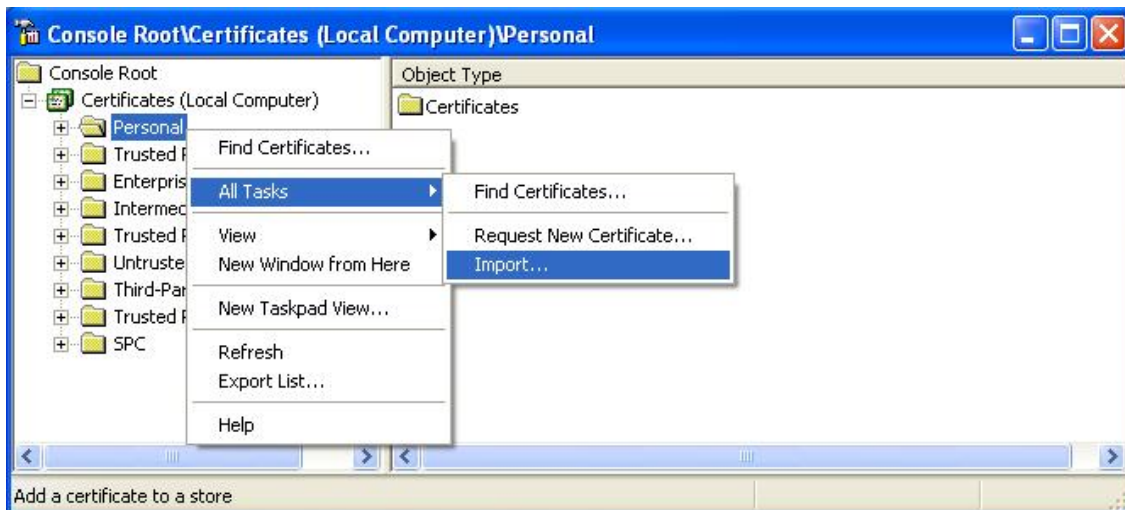 Console Root\Certificates (Local Computer)\Personal
Console Root
Object Type
Certificates (Local Computer)
Certificates
Personal
Find Certificates...
Trusted
Enterpris
All Tasks
Find Certificates...
Intermed
Trusted
View
Request New Certificate...
Untruste
New Window from Here
Import...
Third-Par
New Taskpad View...
Trusted
SPC
Refresh
Export List...
Help
Add a certificate to a store